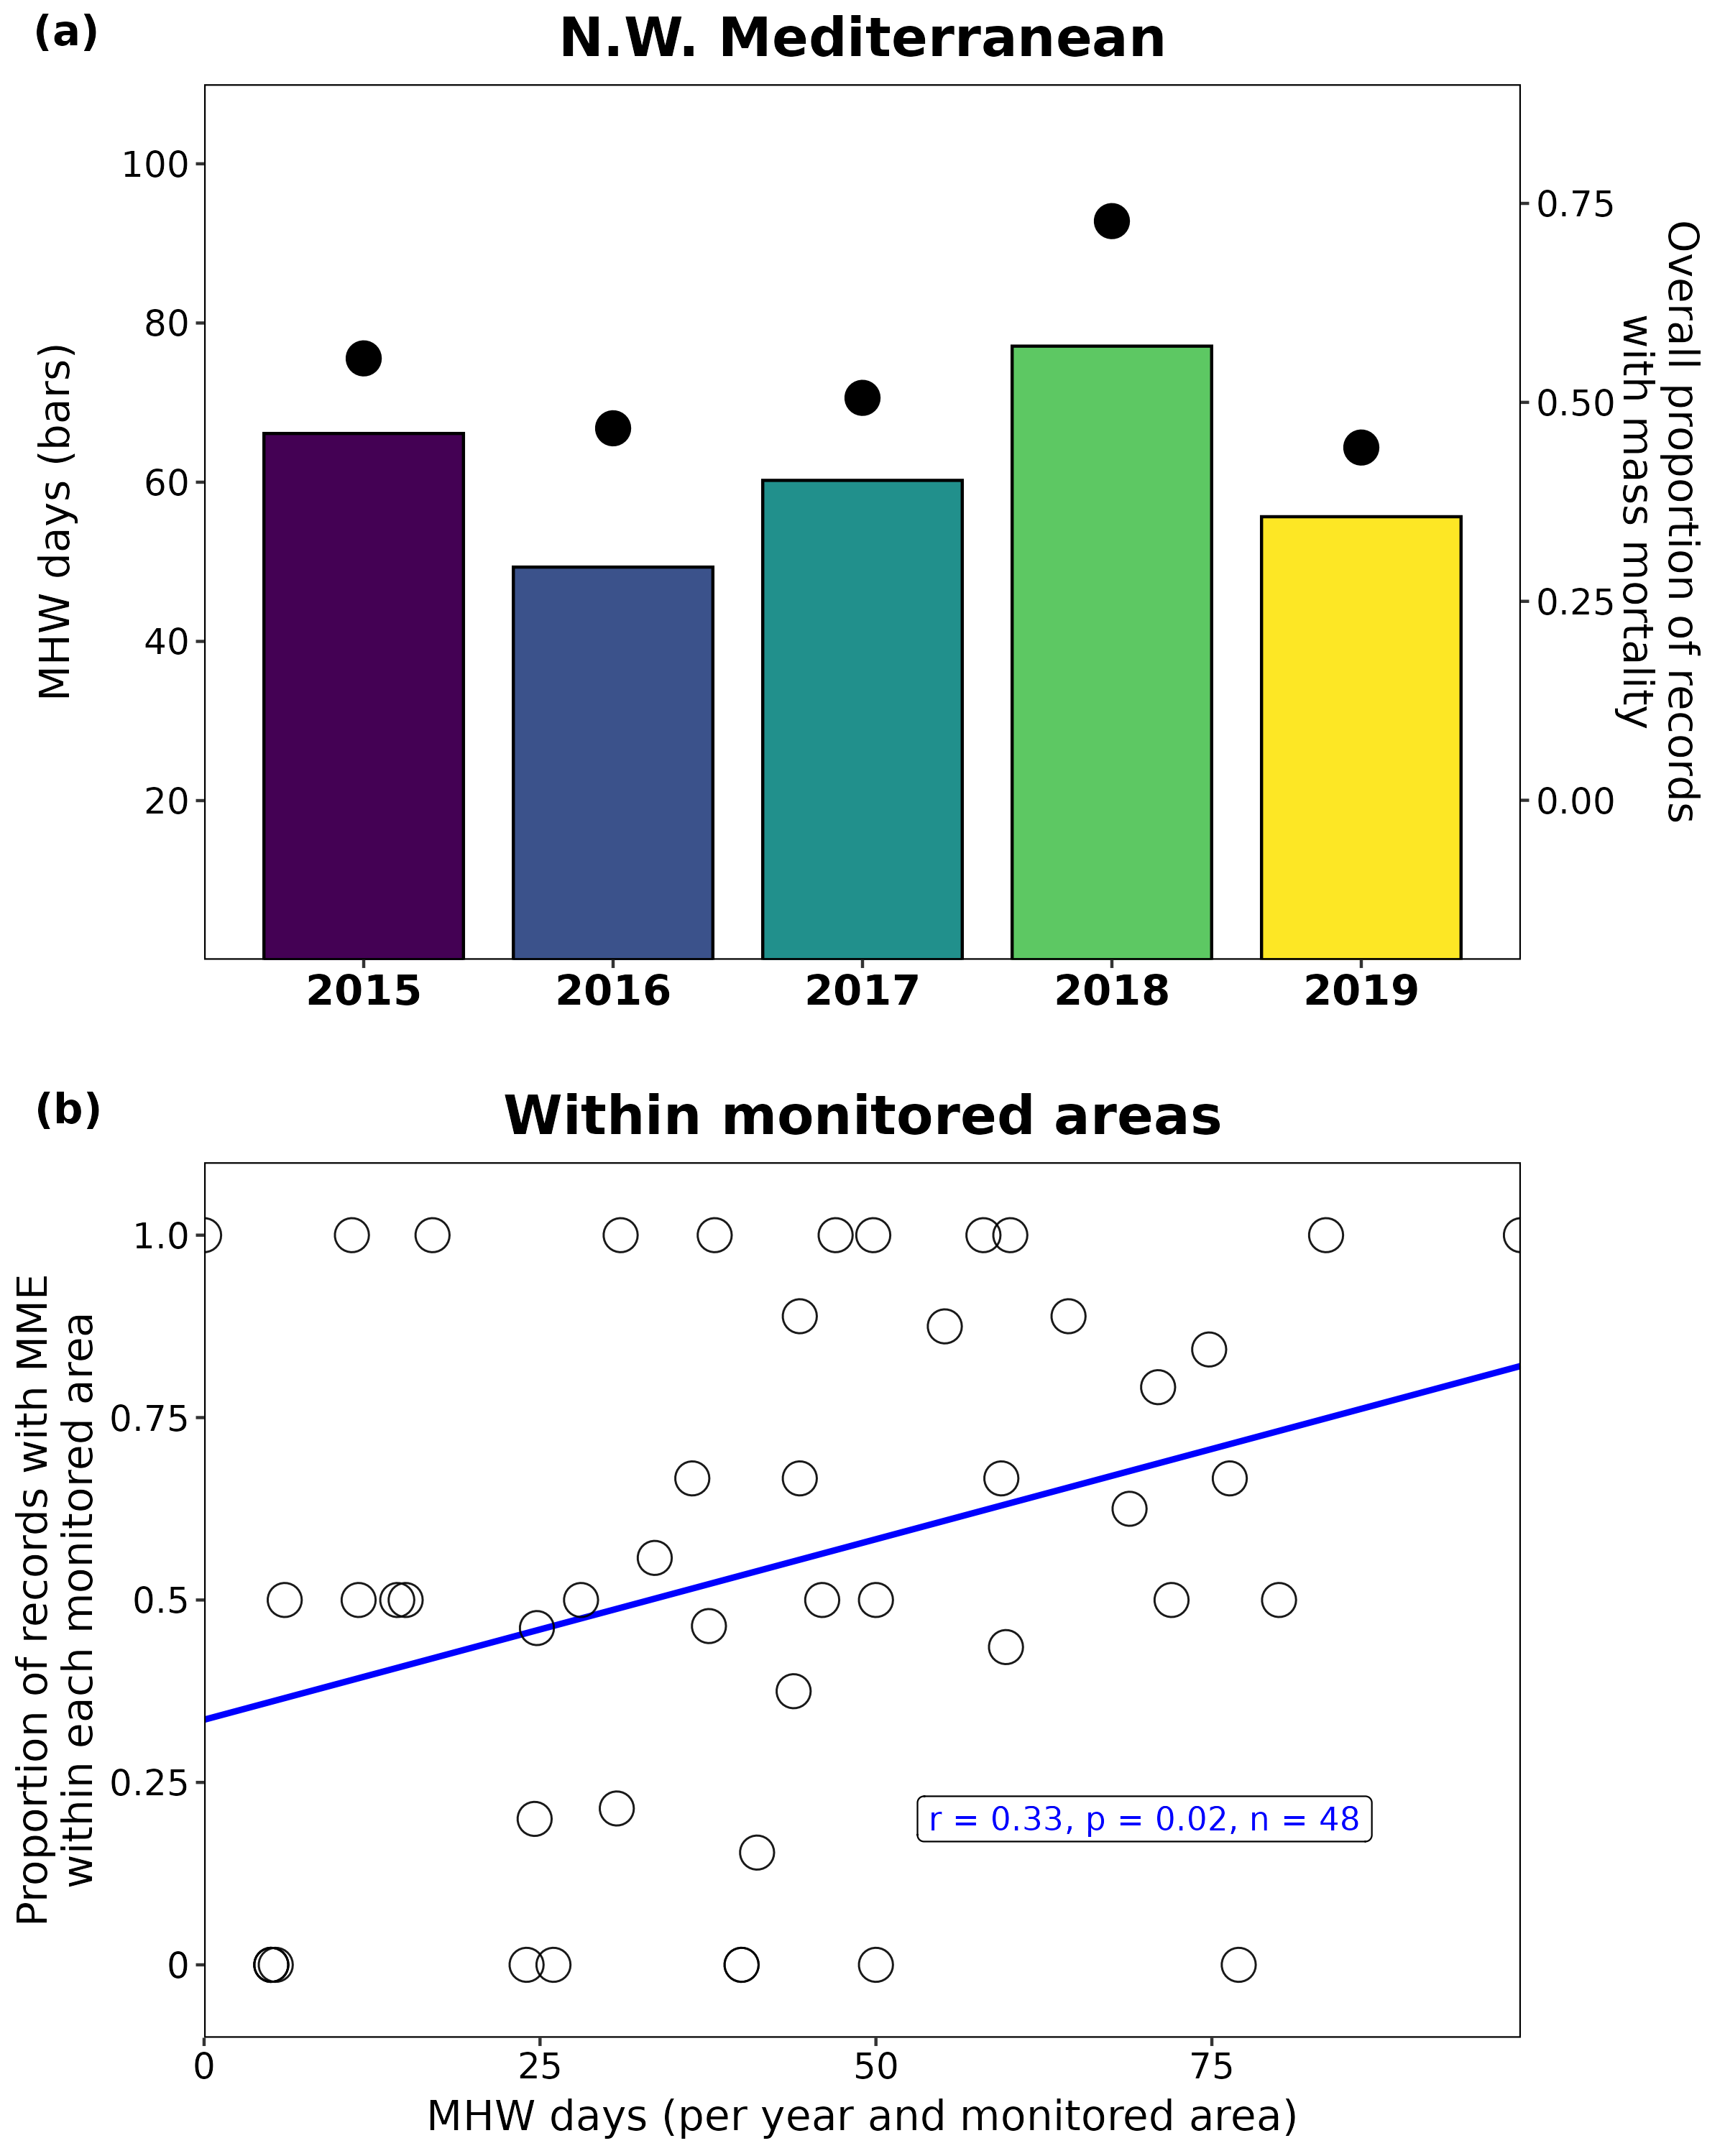 (a)
N.W. Mediterranean
MHW days (bars)
100
80
60
40
20
0.75
0.50
0.25
0.00
Overall proportion of records
with mass mortality
2015 2016 2017 2018 2019
(b)
Within monitored areas
Proportion of records with MME
within each monitored area
1.0
0.75
0.5
0.25
0
r = 0.33, p = 0.02, n = 48
0 25 50 75
MHW days (per year and monitored area)